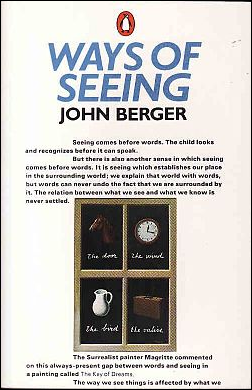 WAYS OF
SEEING
JOHN BERGER
Seeing comes before words. The child looks
and recognizes before it can speak.
But there is also another sense in which seeing
comes before words. It is seeing which establishes our place
in the surrounding world; we explain that world with words,
but words can never undo the fact that we are surrounded by
it. The relation between what we see and what we know is
never settled.
the door
the wind
the bird
the valise
The Surrealist painter Magritte commented
on this always-present gap between words and seeing in
a painting called The Key of Dreams.
The way we see things is affected by what we